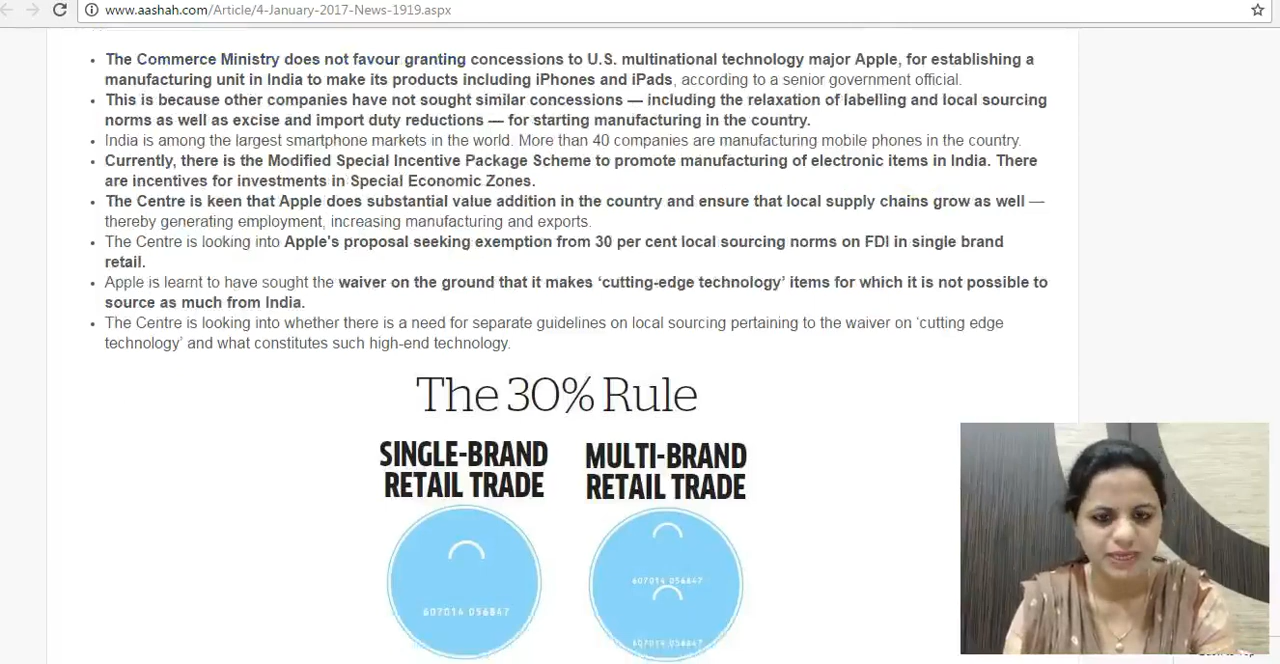 www.aashah.com/Article/4-January-2017-News-1919.aspx
• The Commerce Ministry does not favour granting concessions to U.S. multinational technology major Apple, for establishing a
manufacturing unit in India to make its products including iPhones and iPads, according to a senior government official.
• This is because other companies have not sought similar concessions — including the relaxation of labelling and local sourcing
norms as well as excise and import duty reductions — for starting manufacturing in the country.
• India is among the largest smartphone markets in the world. More than 40 companies are manufacturing mobile phones in the country.
• Currently, there is the Modified Special Incentive Package Scheme to promote manufacturing of electronic items in India. There
are incentives for investments in Special Economic Zones.
• The Centre is keen that Apple does substantial value addition in the country and ensure that local supply chains grow as well —
thereby generating employment, increasing manufacturing and exports.
• The Centre is looking into Apple's proposal seeking exemption from 30 per cent local sourcing norms on FDI in single brand
retail.
• Apple is learnt to have sought the waiver on the ground that it makes ‘cutting-edge technology’ items for which it is not possible to
source as much from India.
• The Centre is looking into whether there is a need for separate guidelines on local sourcing pertaining to the waiver on ‘cutting edge
technology’ and what constitutes such high-end technology.
The 30% Rule
SINGLE-BRAND
RETAIL TRADE
MULTI-BRAND
RETAIL TRADE
607014 056847
607014 056847
607014 056847